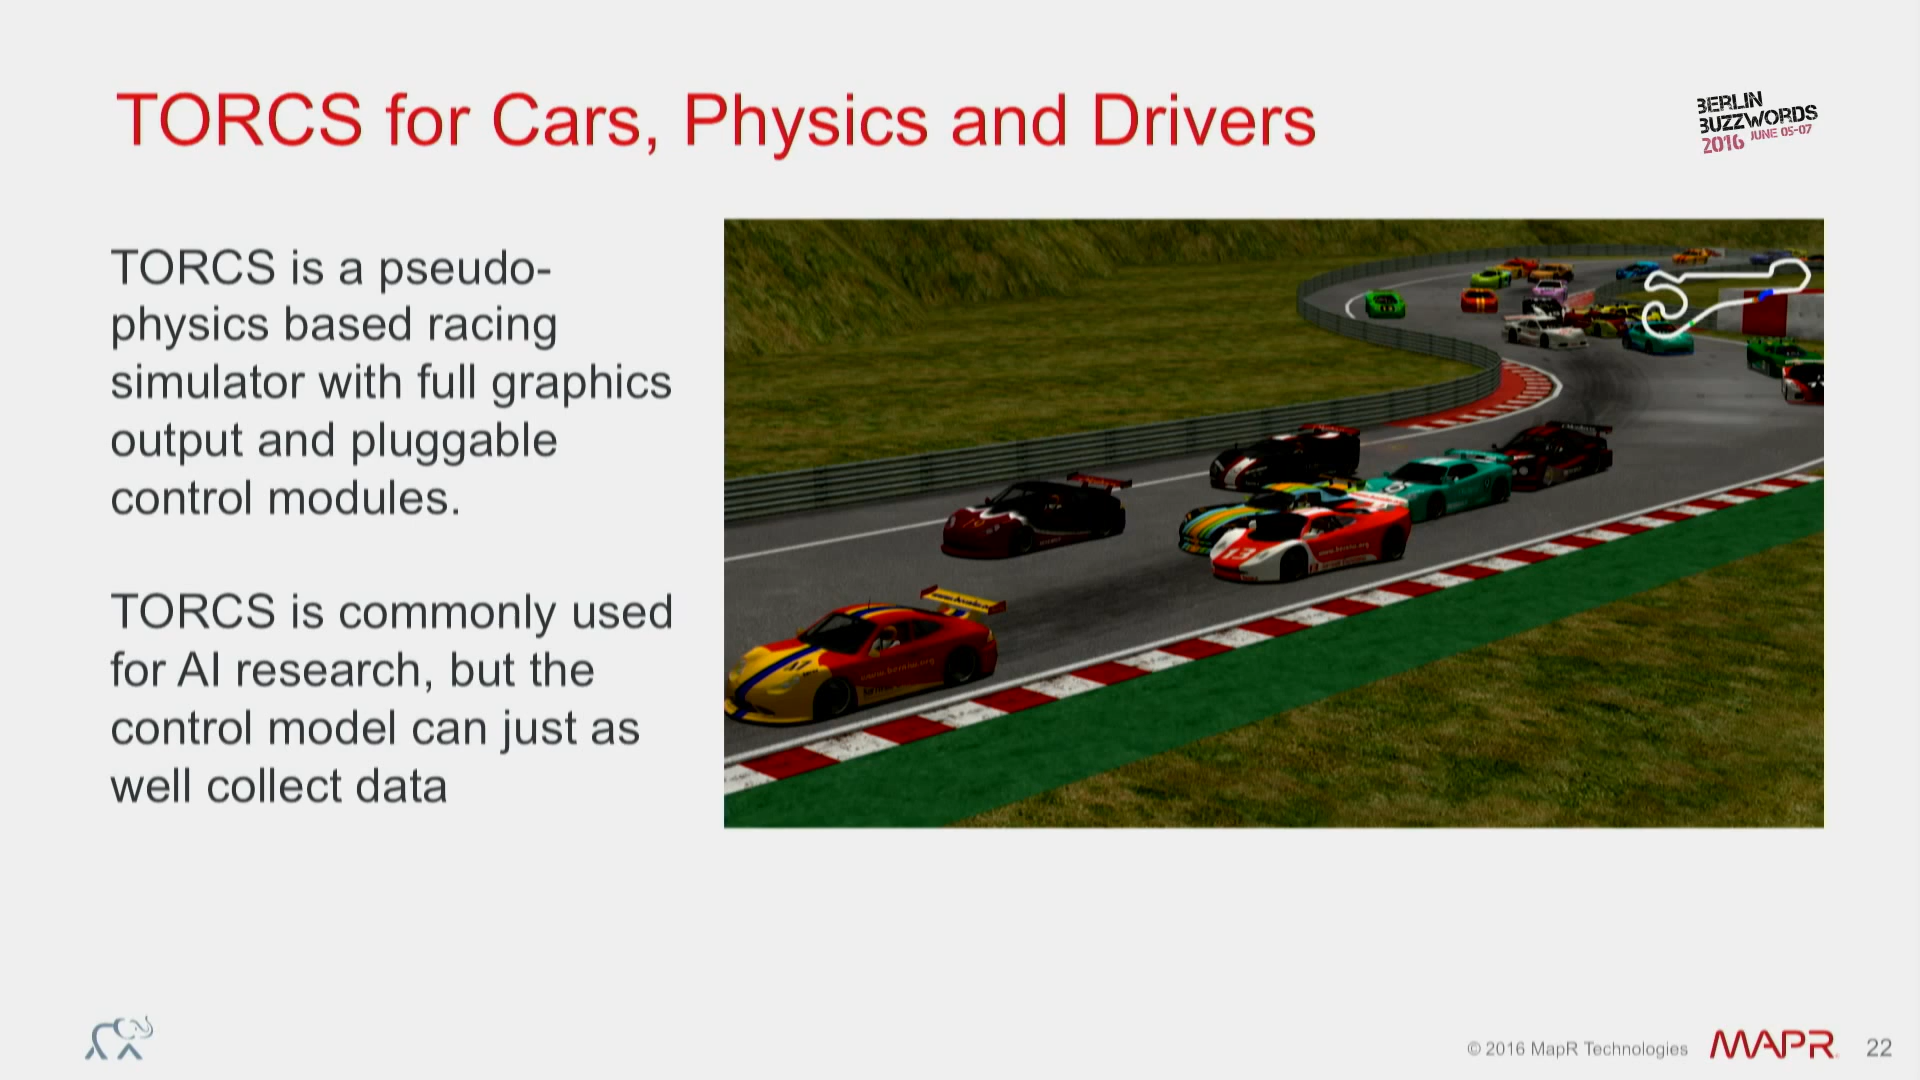 TORCS for Cars, Physics and Drivers
BERLIN
BUZZWORDS
2016 JUNE 05-07
TORCS is a pseudo-
physics based racing
simulator with full graphics
output and pluggable
control modules.
TORCS is commonly used
for AI research, but the
control model can just as
well collect data
13
© 2016 MapR Technologies
MAPR
22